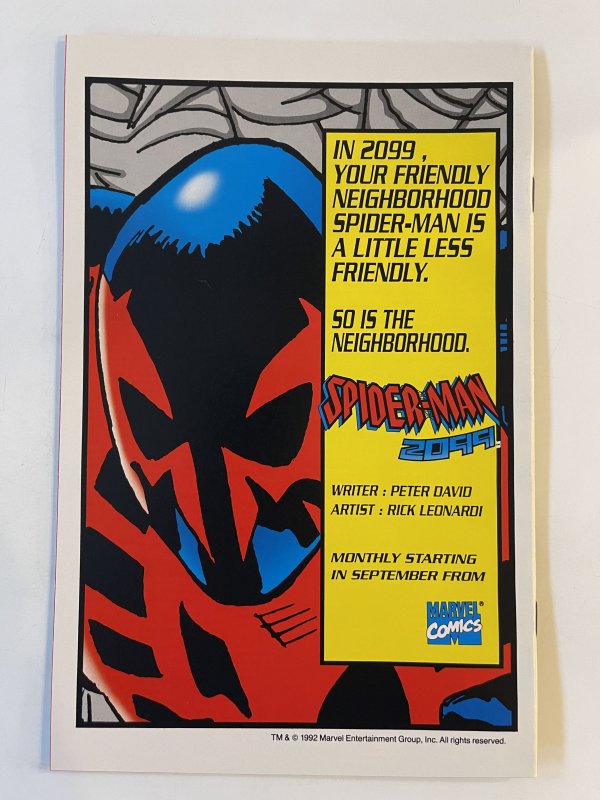 IN 2099 ,
YOUR FRIENDLY
NEIGHBORHOOD
SPIDER-MAN IS
A LITTLE LESS
FRIENDLY.
SO IS THE
NEIGHBORHOOD.
SPIDER-MAN
2099
WRITER : PETER DAVID
ARTIST : RICK LEONARDI
MONTHLY STARTING
IN SEPTEMBER FROM
MARVEL®
COMICS
TM & © 1992 Marvel Entertainment Group, Inc. All rights reserved.